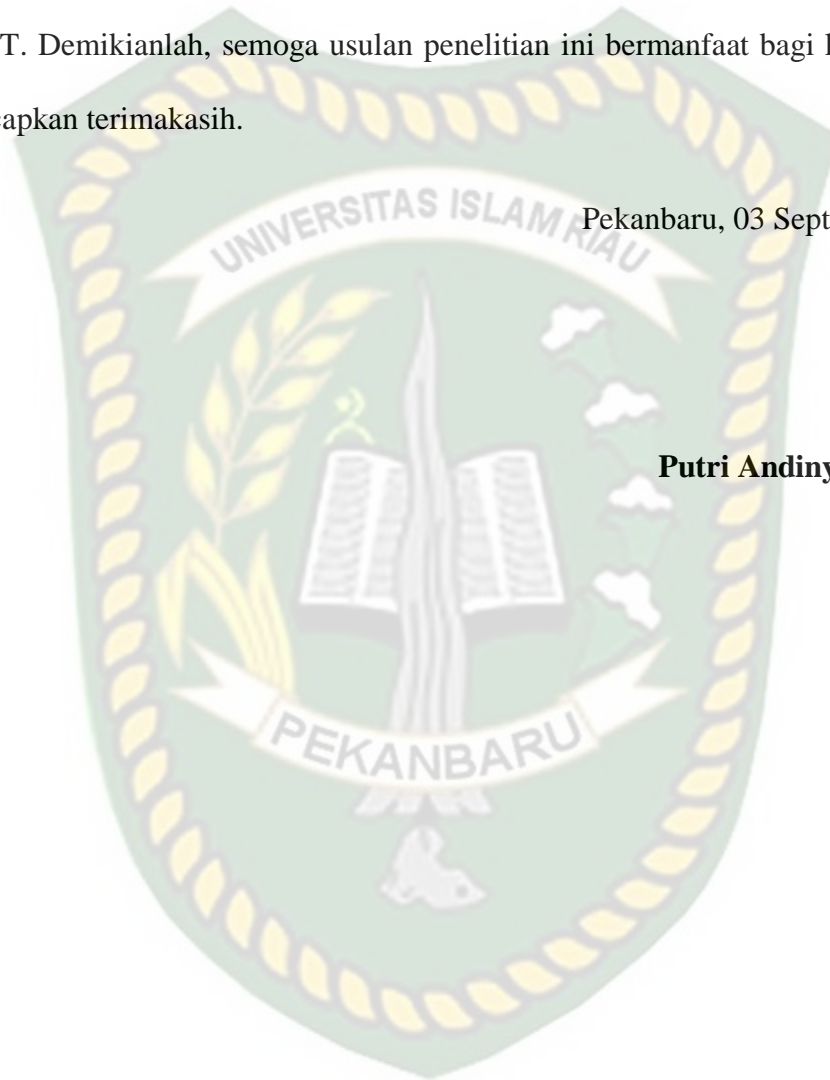 T. Demikianlah, semoga usulan penelitian ini bermanfaat bagi
apkan terimakasih.
UNIVERSITAS ISLAM RIAU
Pekanbaru, 03 Sept
Putri Andiny
PEKANBARU